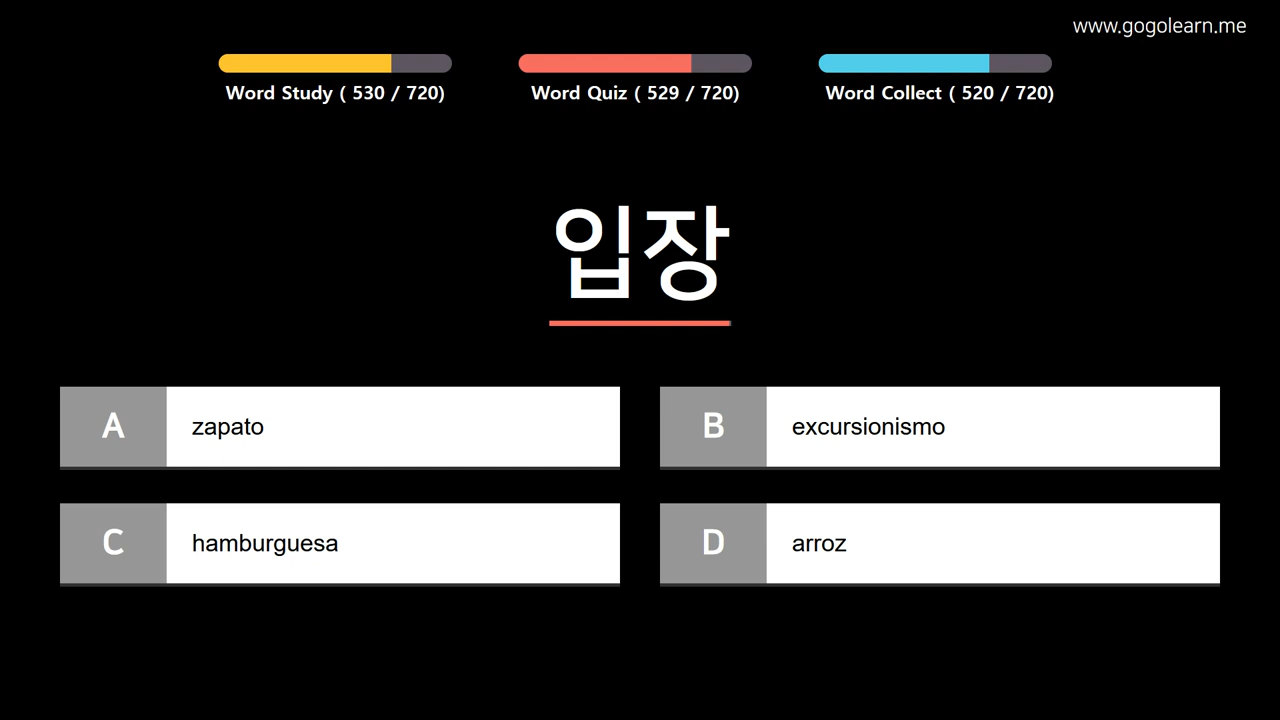 www.gogolearn.me
Word Study ( 530 / 720)
Word Quiz ( 529 / 720)
Word Collect ( 520 / 720)
입장
A zapato
B excursionismo
C hamburguesa
D arroz